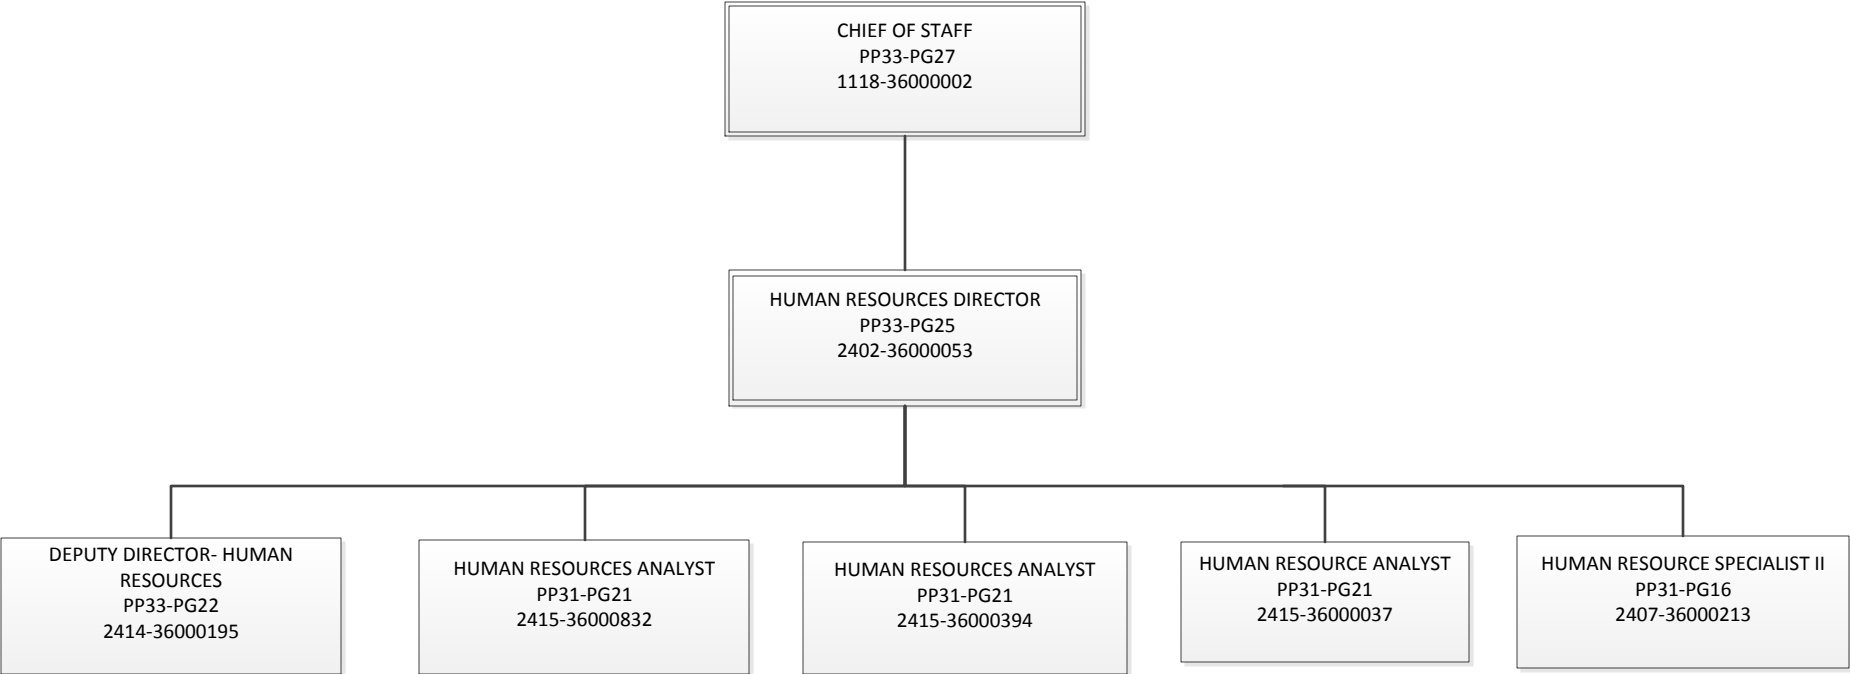 CHIEF OF STAFF
PP33-PG27
1118-36000002
HUMAN RESOURCES DIRECTOR
PP33-PG25
2402-36000053
DEPUTY DIRECTOR- HUMAN
RESOURCES
PP33-PG22
2414-36000195
HUMAN RESOURCES ANALYST
PP31-PG21
2415-36000832
HUMAN RESOURCES ANALYST
PP31-PG21
2415-36000394
HUMAN RESOURCE ANALYST
PP31-PG21
2415-36000037
HUMAN RESOURCE SPECIALIST II
PP31-PG16
2407-36000213